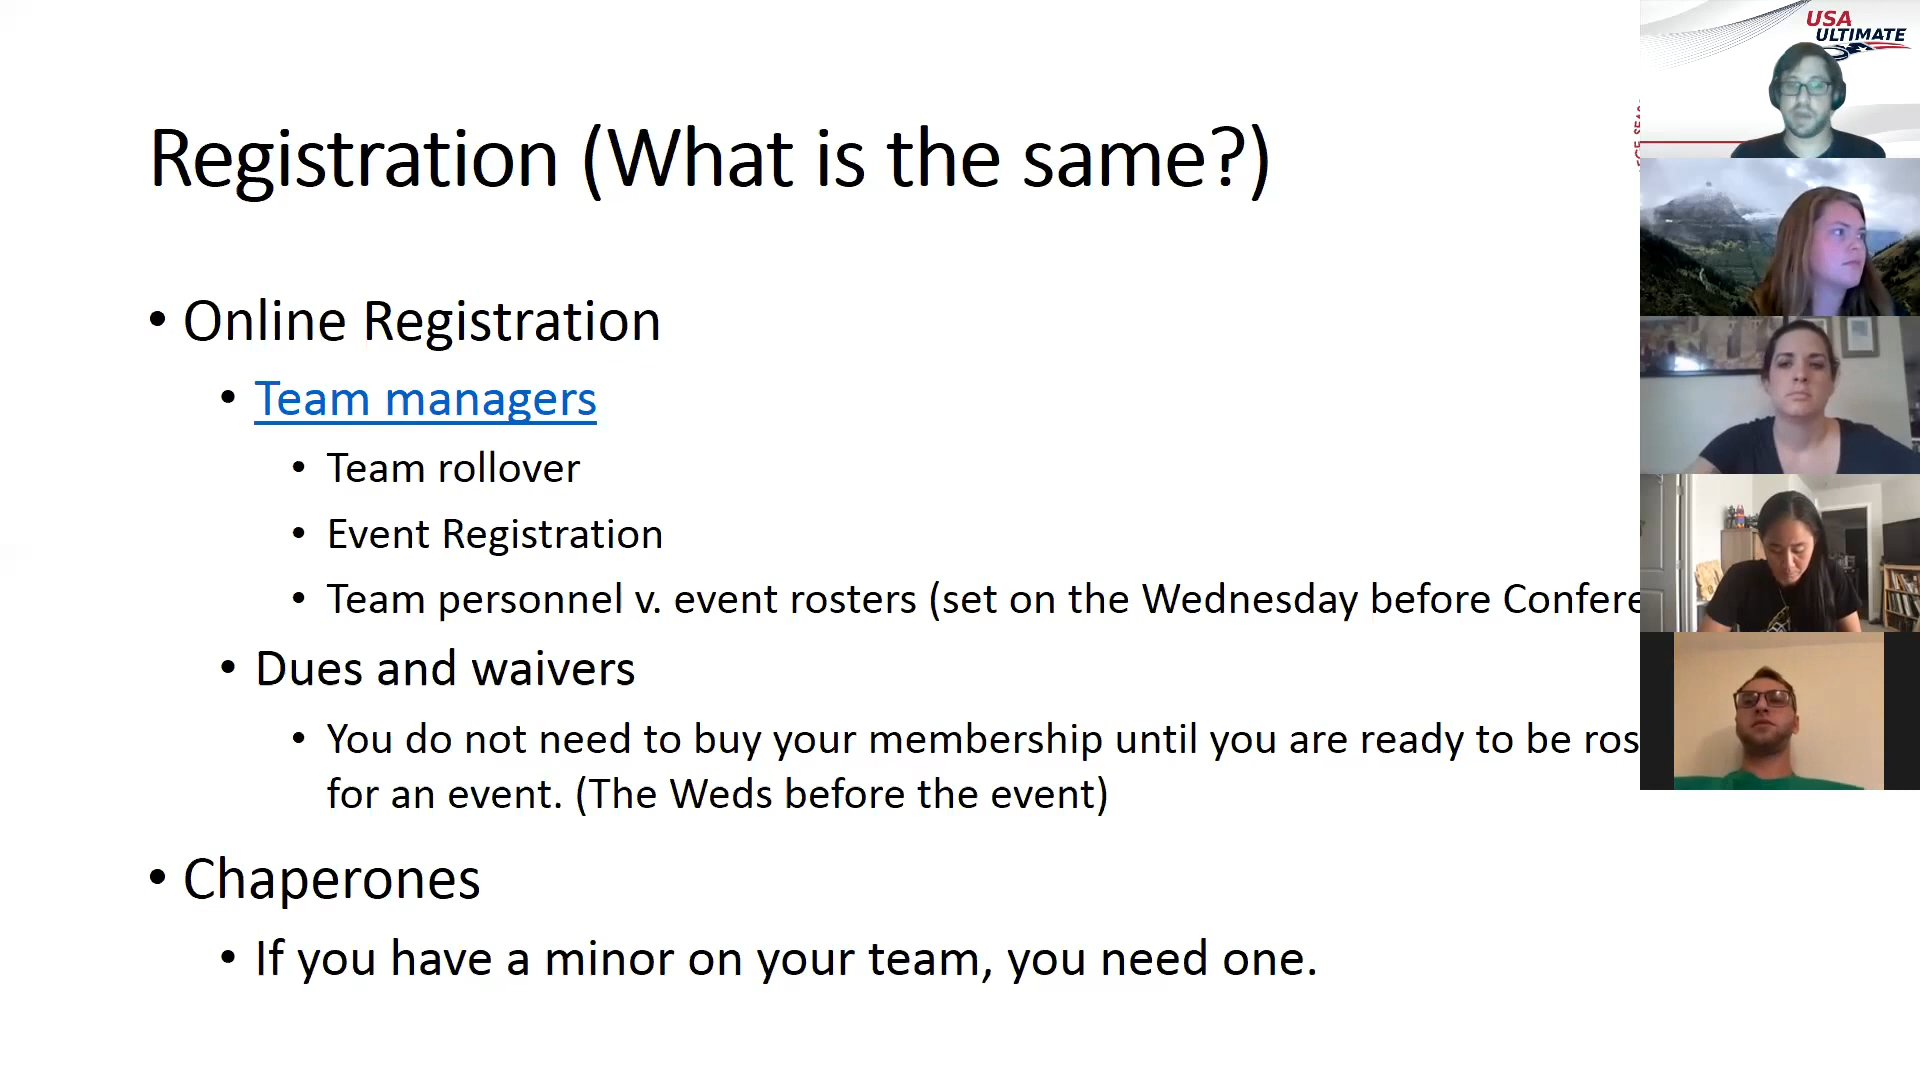 Registration (What is the same?)
• Online Registration
• Team managers
• Team rollover
• Event Registration
• Team personnel v. event rosters (set on the Wednesday before
• Dues and waivers
• You do not need to buy your membership until you are ready to be
for an event. (The Weds before the event)
• Chaperones
• If you have a minor on your team, you need one.
USA
ULTIMATE